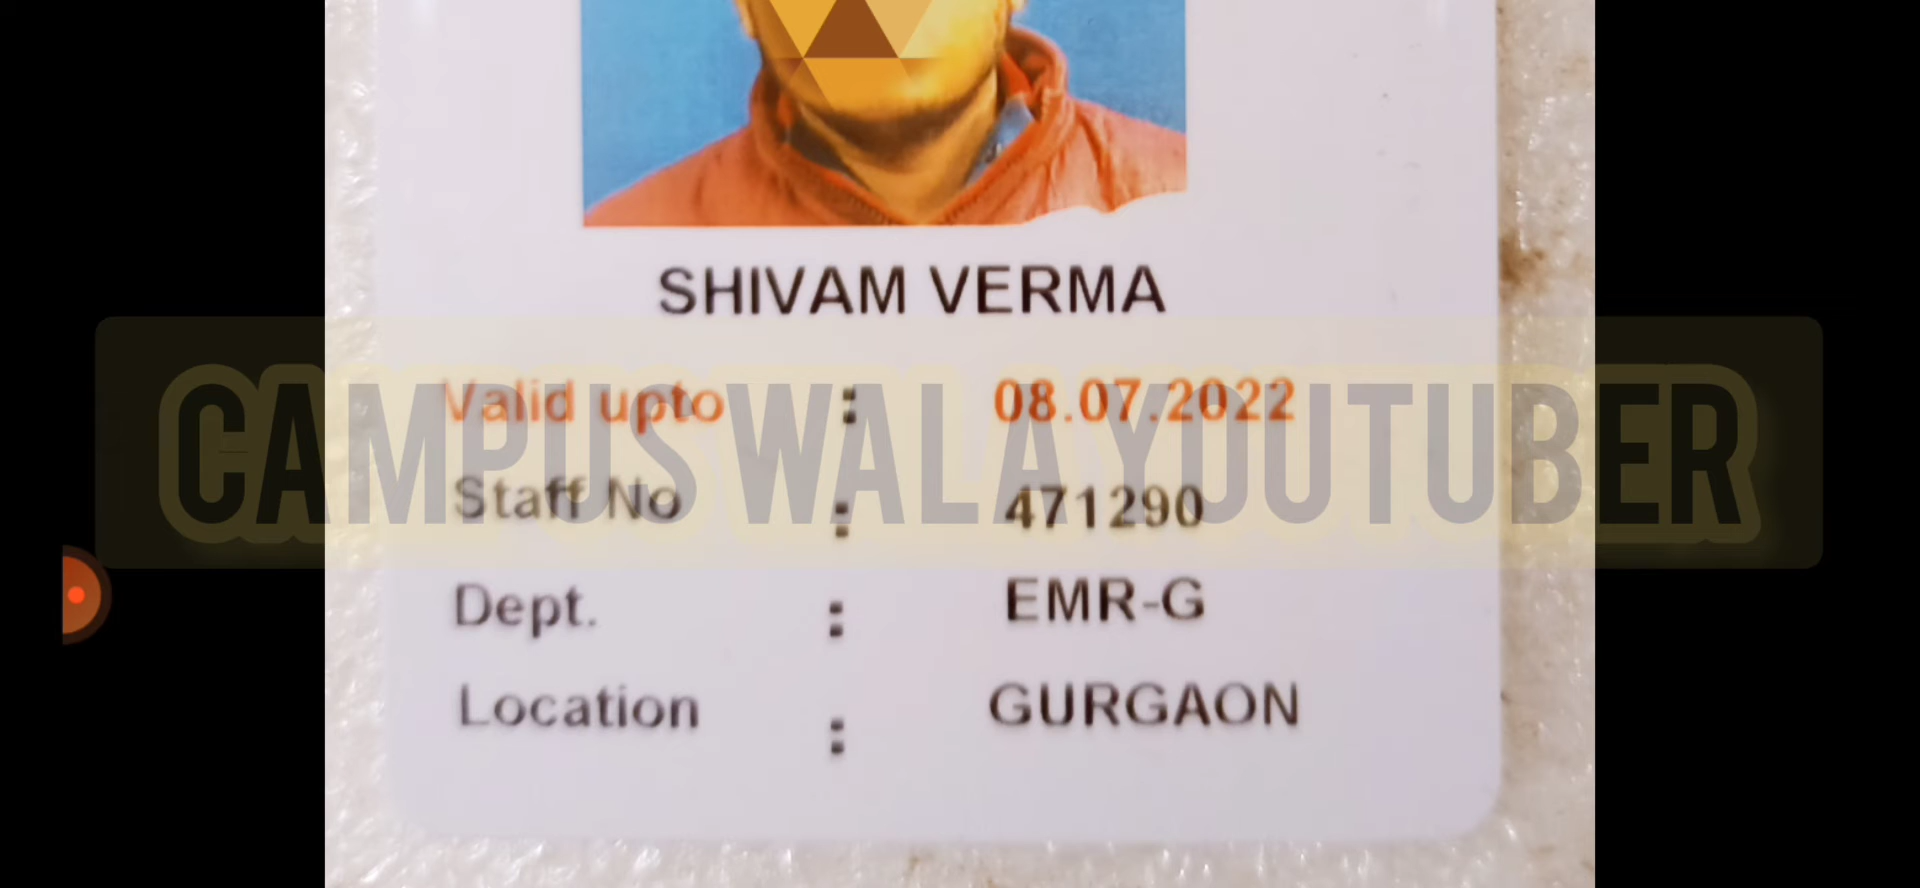 SHIVAM VERMA
Valid upto : 08.07.2022
CAMPUS WALA YOUTUBER
Staff No : 471290
Dept. : EMR-G
Location : GURGAON